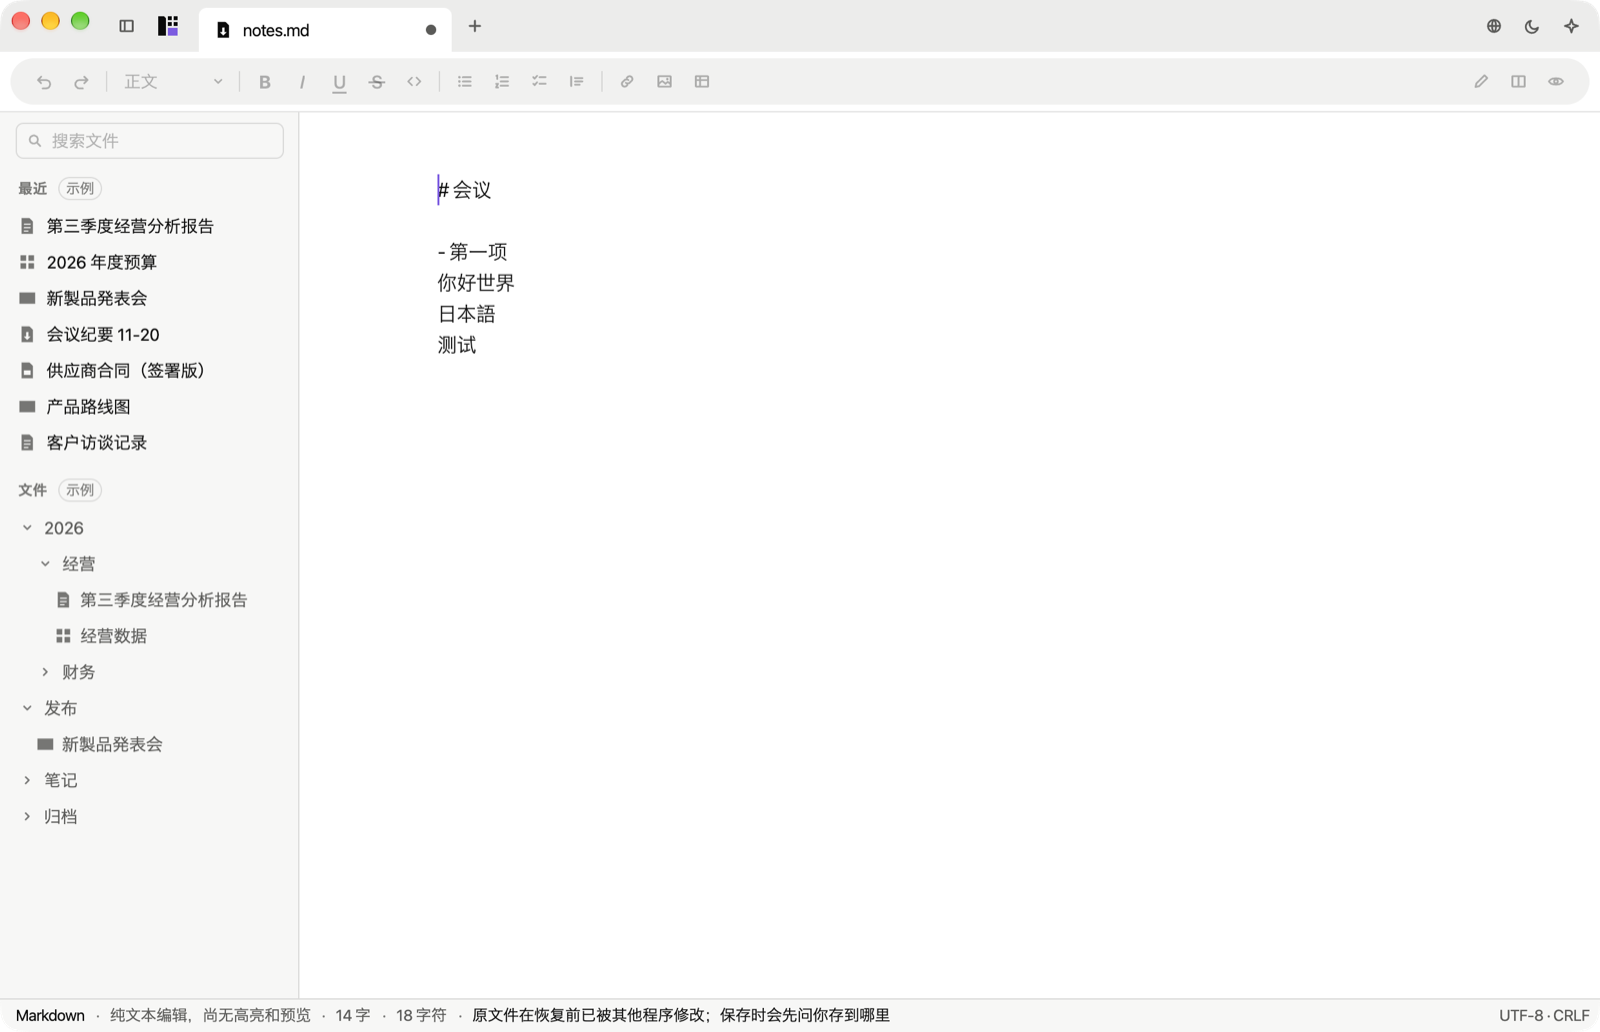 notes.md
正文
B I U S
搜索文件
最近 示例
第三季度经营分析报告
2026 年度预算
新製品発表会
会议纪要 11-20
供应商合同（签署版）
产品路线图
客户访谈记录
文件 示例
2026
经营
第三季度经营分析报告
经营数据
财务
发布
新製品発表会
笔记
归档
# 会议
- 第一项
你好世界
日本語
测试
Markdown · 纯文本编辑，尚无高亮和预览 · 14 字 · 18 字符 · 原文件在恢复前已被其他程序修改；保存时会先问你存到哪里
UTF-8 · CRLF